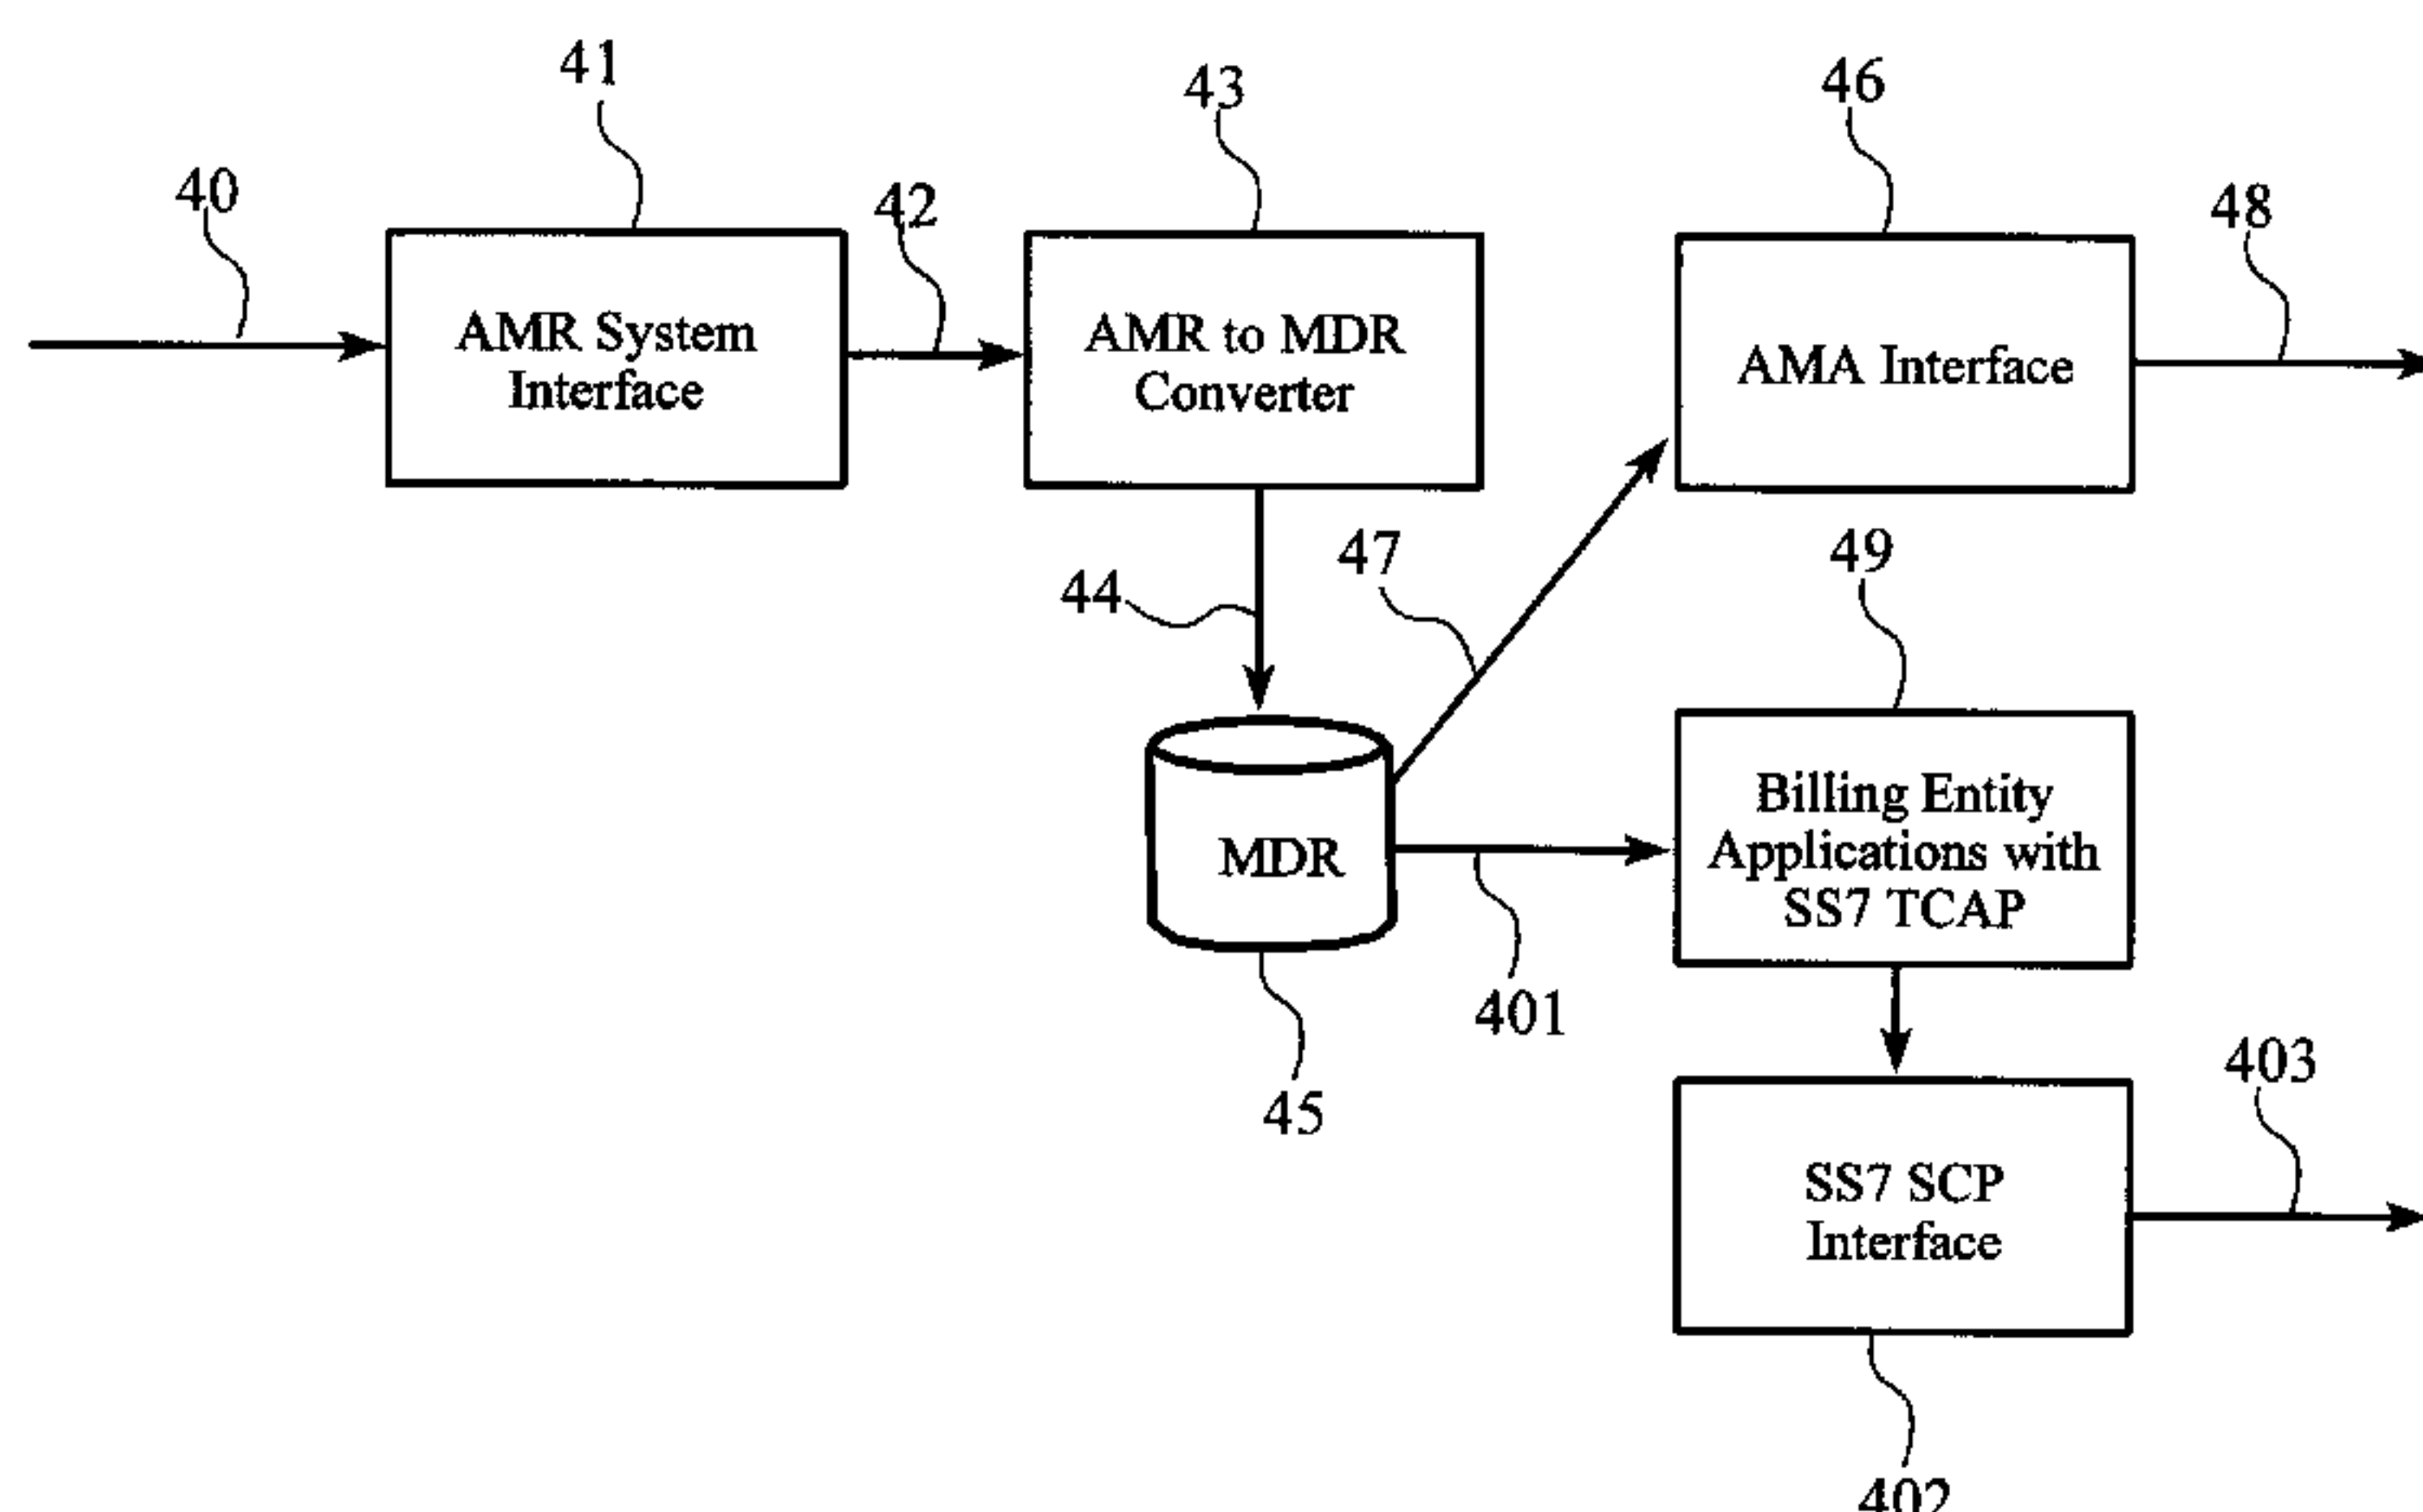 41
43
46
40
42
48
AMR System
Interface
AMR to MDR
Converter
AMA Interface
47
49
44
Billing Entity
Applications with
SS7 TCAP
MDR
401
45
403
SS7 SCP
Interface
402